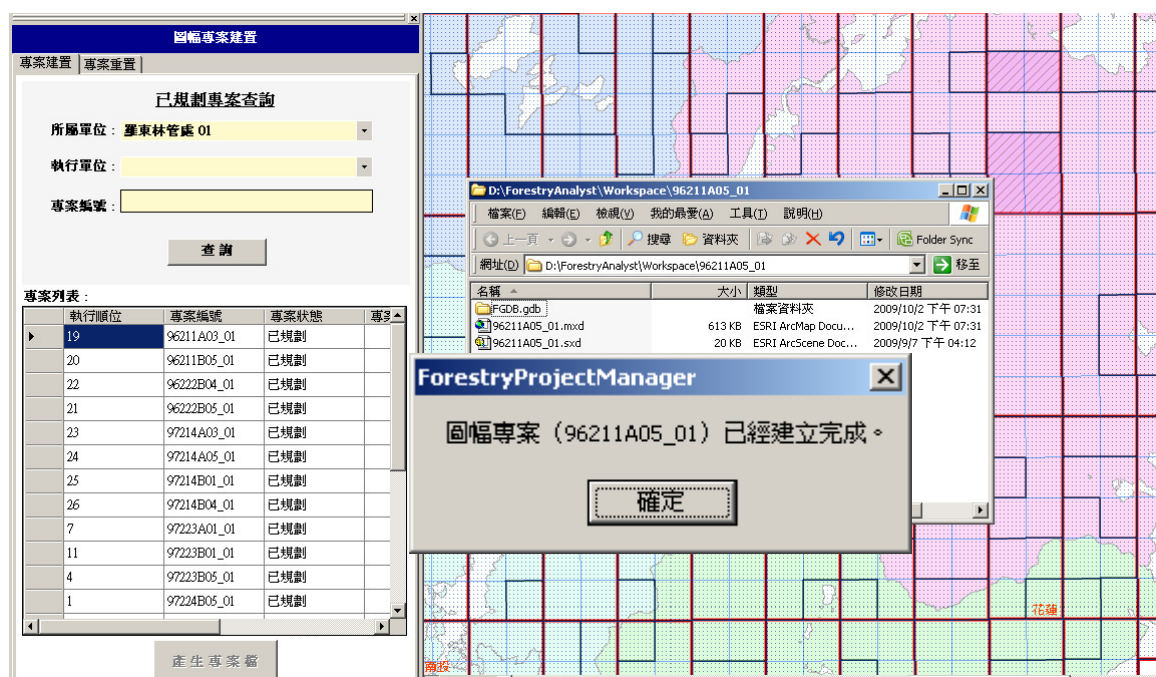 圖幅專案建置
專案建置 專案重置
已規劃專案查詢
所屬單位： 羅東林管處 01
執行單位：
專案編號：
查詢
專案列表：
執行順位 專案編號 專案狀態
19 96211A03_01 已規劃
20 96211B05_01 已規劃
22 96222B04_01 已規劃
21 96222B05_01 已規劃
23 97214A03_01 已規劃
24 97214A05_01 已規劃
25 97214B01_01 已規劃
26 97214B04_01 已規劃
7 97223A01_01 已規劃
11 97223B01_01 已規劃
4 97223B05_01 已規劃
1 97224B05_01 已規劃
產生專案檔
D:\ForestryAnalyst\Workspace\96211A05_01
檔案(F) 編輯(E) 檢視(V) 我的最愛(A) 工具(T) 說明(H)
上一頁 搜尋 資料夾 Folder Sync
網址(D) D:\ForestryAnalyst\Workspace\96211A05_01 移至
名稱 大小 類型 修改日期
FGDB.gdb 檔案資料夾 2009/10/2 下午 07:31
96211A05_01.mxd 613 KB ESRI ArcMap Docu... 2009/10/2 下午 07:31
96211A05_01.sxd 20 KB ESRI ArcScene Doc... 2009/9/7 下午 04:12
ForestryProjectManager
圖幅專案（96211A05_01）已經建立完成。
確定
花蓮
南投